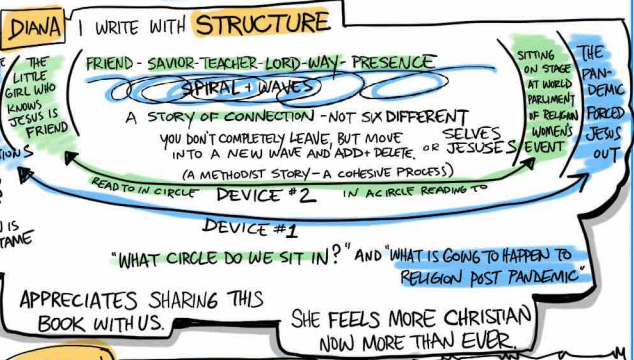 DIANA I WRITE WITH STRUCTURE
THE
LITTLE
GIRL WHO
KNOWS
JESUS IS
FRIEND
FRIEND - SAVIOR - TEACHER - LORD - WAY - PRESENCE
SPIRAL + WAVES
A STORY OF CONNECTION - NOT SIX DIFFERENT
SELVES
OR JESUSES
YOU DON'T COMPLETELY LEAVE, BUT MOVE
INTO A NEW WAVE AND ADD + DELETE.
(A METHODIST STORY - A COHESIVE PROCESS)
SITTING
ON STAGE
AT WORLD
PARLIMENT
OF RELIGION
WOMEN'S
EVENT
THE
PAN-
DEMIC
FORCED
JESUS
OUT
READ TO IN CIRCLE DEVICE #2 IN A CIRCLE READING TO
DEVICE #1
IS
TAME
"WHAT CIRCLE DO WE SIT IN?" AND "WHAT IS GOING TO HAPPEN TO
RELIGION POST PANDEMIC"
APPRECIATES SHARING THIS
BOOK WITH US.
SHE FEELS MORE CHRISTIAN
NOW MORE THAN EVER.